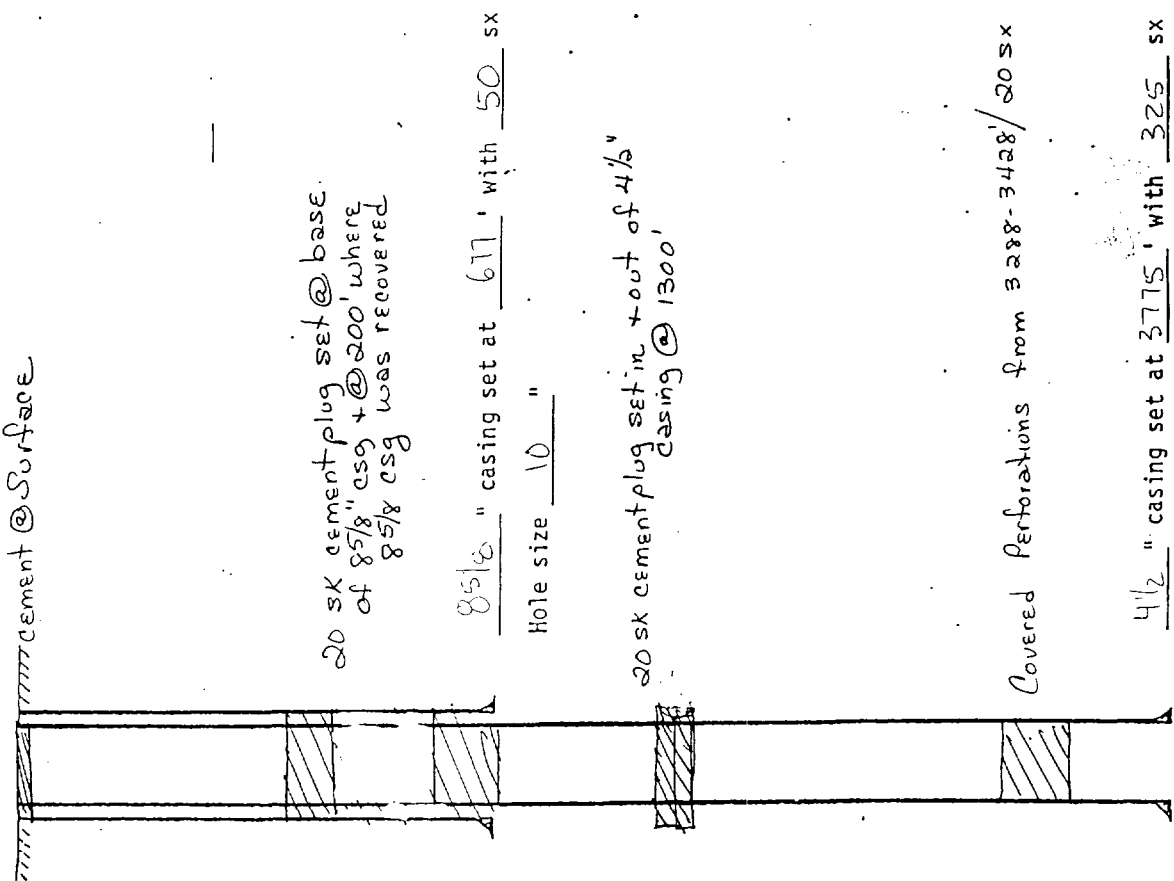 cement @ Surface
20 sk cement plug set @ base
of 8 5/8" csg + @ 200' where
8 5/8 csg was recovered
8 5/8 " casing set at 677 ' with 50 sx
Hole size 10 "
20 sk cement plug set in + out of 4 1/2"
casing @ 1300'
Covered Perforations from 3288-3428'/20 sx
4 1/2 " casing set at 3775 ' with 325 sx